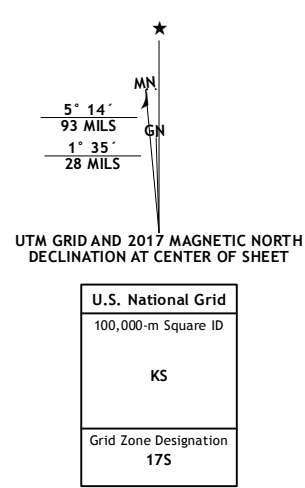 MN
5° 14´
93 MILS
GN
1° 35´
28 MILS
UTM GRID AND 2017 MAGNETIC NORTH
DECLINATION AT CENTER OF SHEET
U.S. National Grid
100,000-m Square ID
KS
Grid Zone Designation
17S